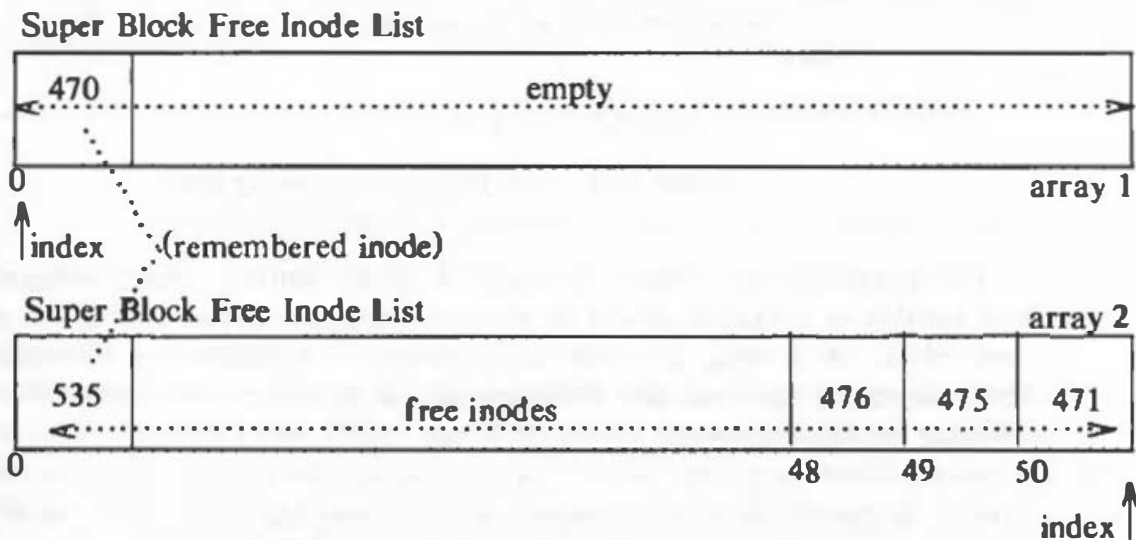 Super Block Free Inode List
470
empty
0
array 1
index
(remembered inode)
Super Block Free Inode List
array 2
535
free inodes
476
475
471
0
48
49
50
index